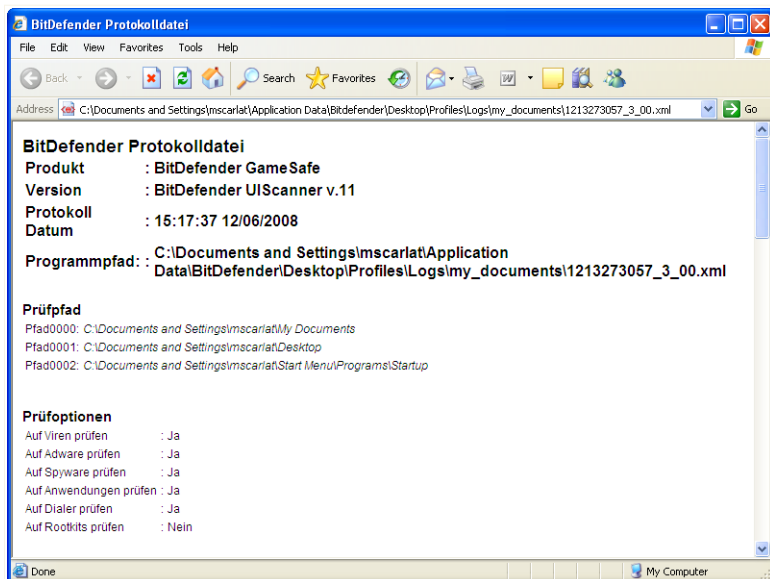 BitDefender Protokolldatei
File Edit View Favorites Tools Help
Back Search Favorites
Address C:\Documents and Settings\mscarlat\Application Data\Bitdefender\Desktop\Profiles\Logs\my_documents\1213273057_3_00.xml Go
BitDefender Protokolldatei
Produkt : BitDefender GameSafe
Version : BitDefender UIScanner v.11
Protokoll
Datum : 15:17:37 12/06/2008
Programmpfad: : C:\Documents and Settings\mscarlat\Application
Data\BitDefender\Desktop\Profiles\Logs\my_documents\1213273057_3_00.xml
Prüfpfad
Pfad0000: C:\Documents and Settings\mscarlat\My Documents
Pfad0001: C:\Documents and Settings\mscarlat\Desktop
Pfad0002: C:\Documents and Settings\mscarlat\Start Menu\Programs\Startup
Prüfoptionen
Auf Viren prüfen : Ja
Auf Adware prüfen : Ja
Auf Spyware prüfen : Ja
Auf Anwendungen prüfen : Ja
Auf Dialer prüfen : Ja
Auf Rootkits prüfen : Nein
Done My Computer